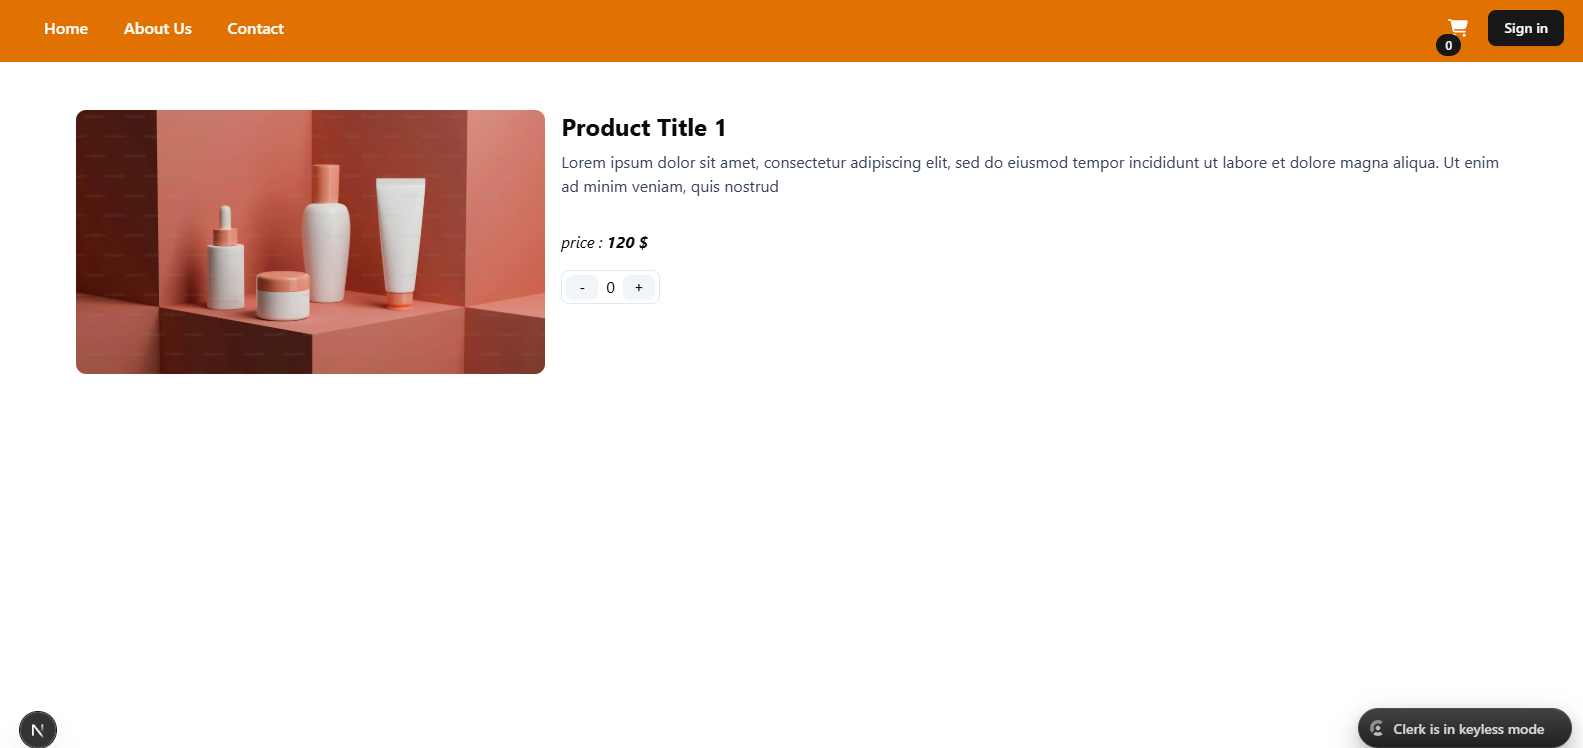 Home About Us Contact Sign in
0
Product Title 1
Lorem ipsum dolor sit amet, consectetur adipiscing elit, sed do eiusmod tempor incididunt ut labore et dolore magna aliqua. Ut enim
ad minim veniam, quis nostrud
price : 120 $
- 0 +
N Clerk is in keyless mode